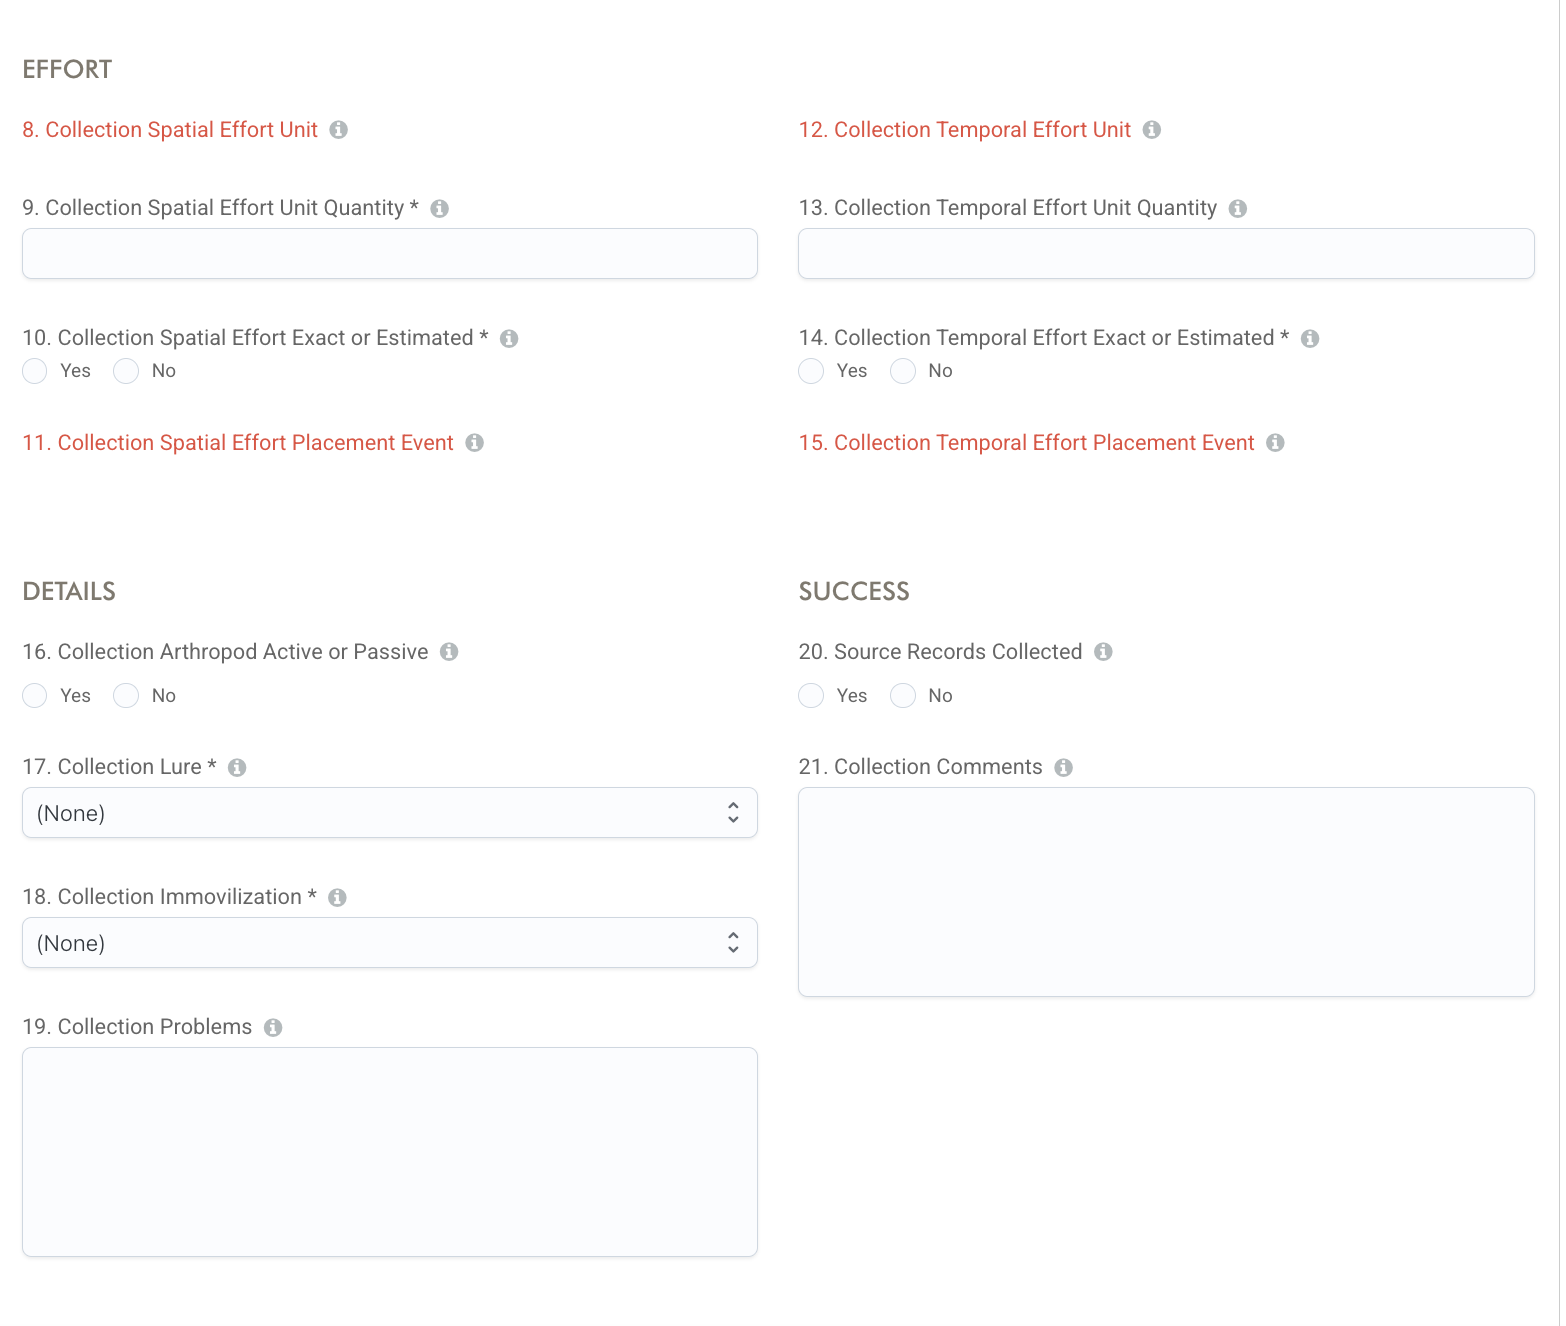 EFFORT
8. Collection Spatial Effort Unit
9. Collection Spatial Effort Unit Quantity *
10. Collection Spatial Effort Exact or Estimated *
Yes No
11. Collection Spatial Effort Placement Event
12. Collection Temporal Effort Unit
13. Collection Temporal Effort Unit Quantity
14. Collection Temporal Effort Exact or Estimated *
Yes No
15. Collection Temporal Effort Placement Event
DETAILS
16. Collection Arthropod Active or Passive
Yes No
17. Collection Lure *
(None)
18. Collection Immovilization *
(None)
19. Collection Problems
SUCCESS
20. Source Records Collected
Yes No
21. Collection Comments